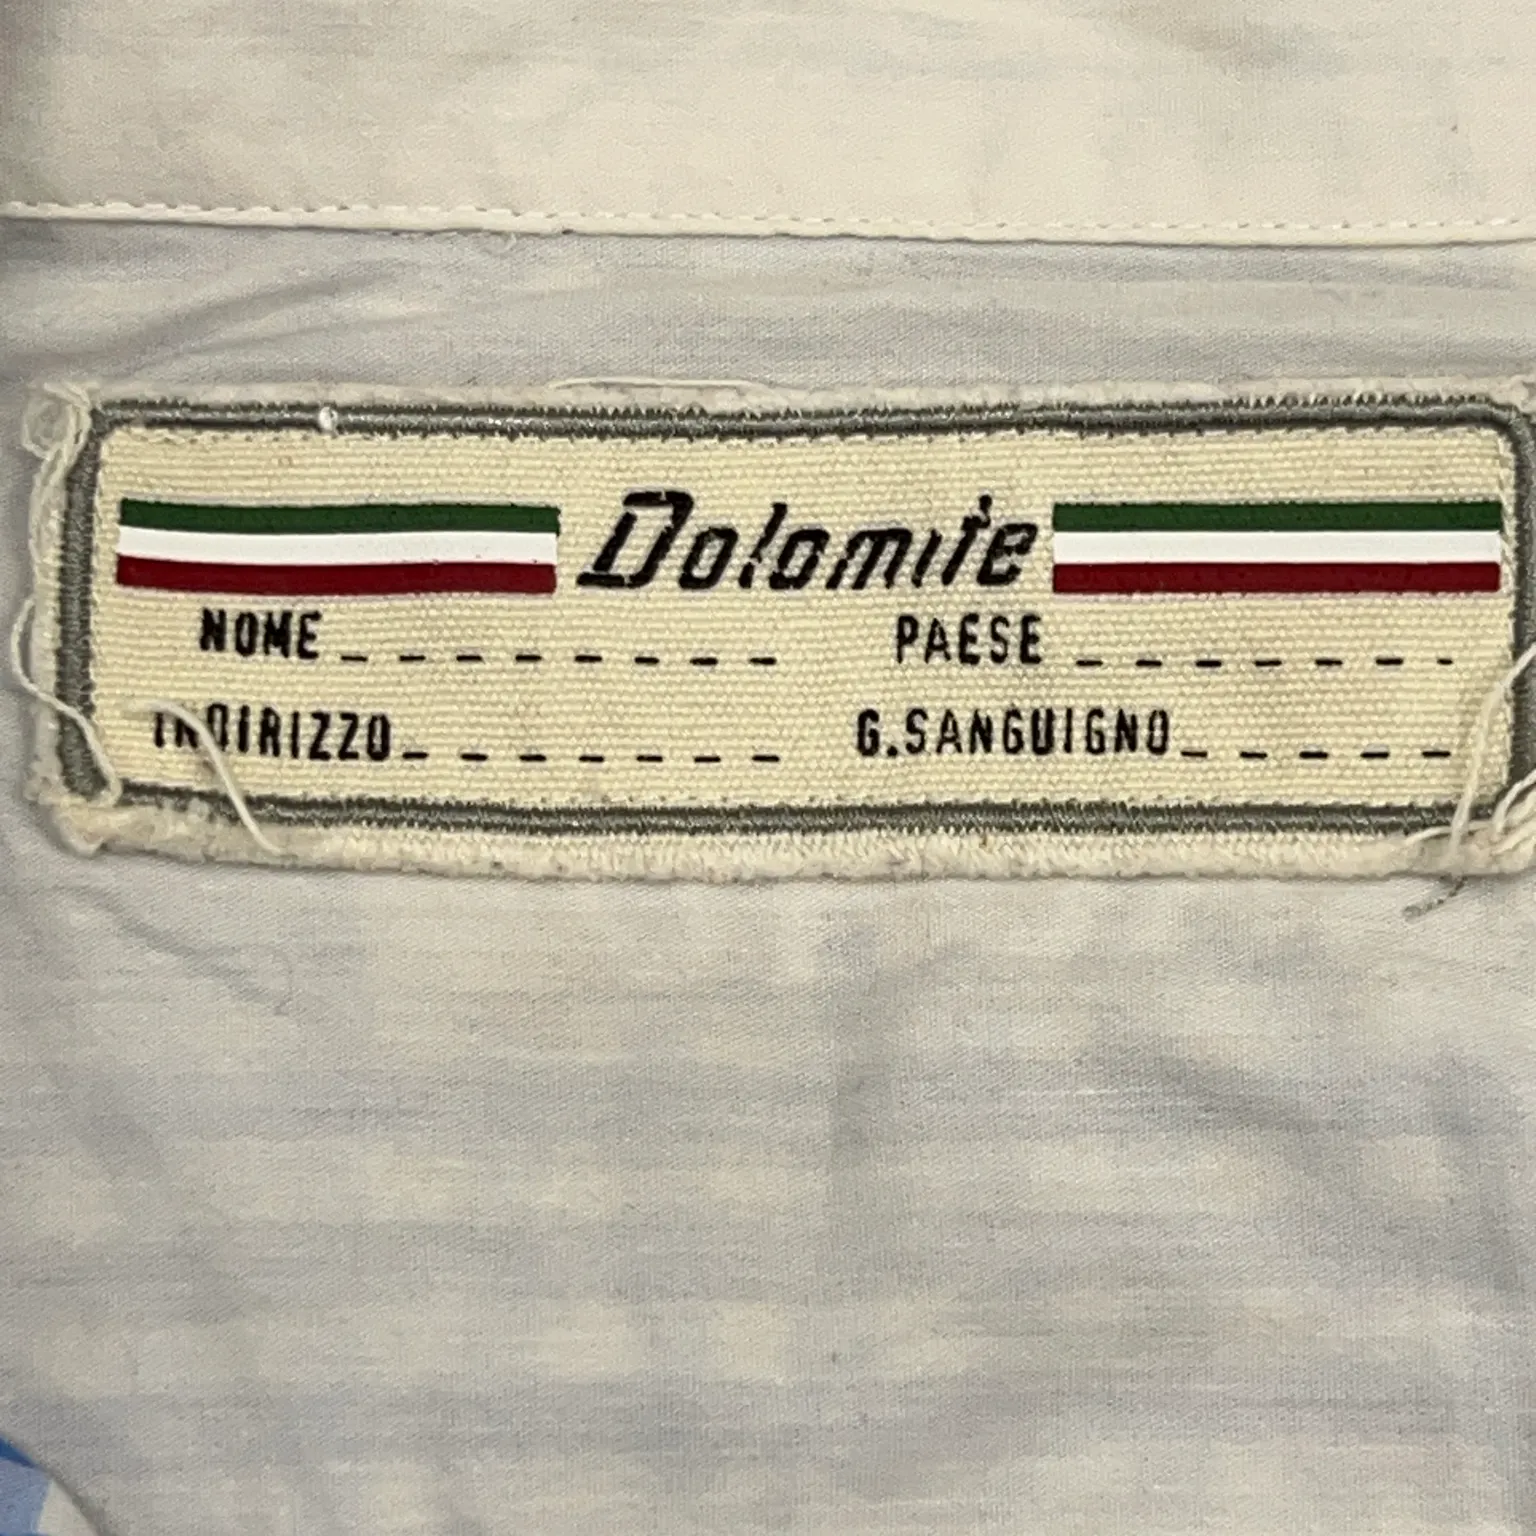 Dolomite
NOME _ _ _ _ _ _ _ _ PAESE _ _ _ _ _ _ _
INDIRIZZO _ _ _ _ _ _ _ G.SANGUIGNO _ _ _ _ _